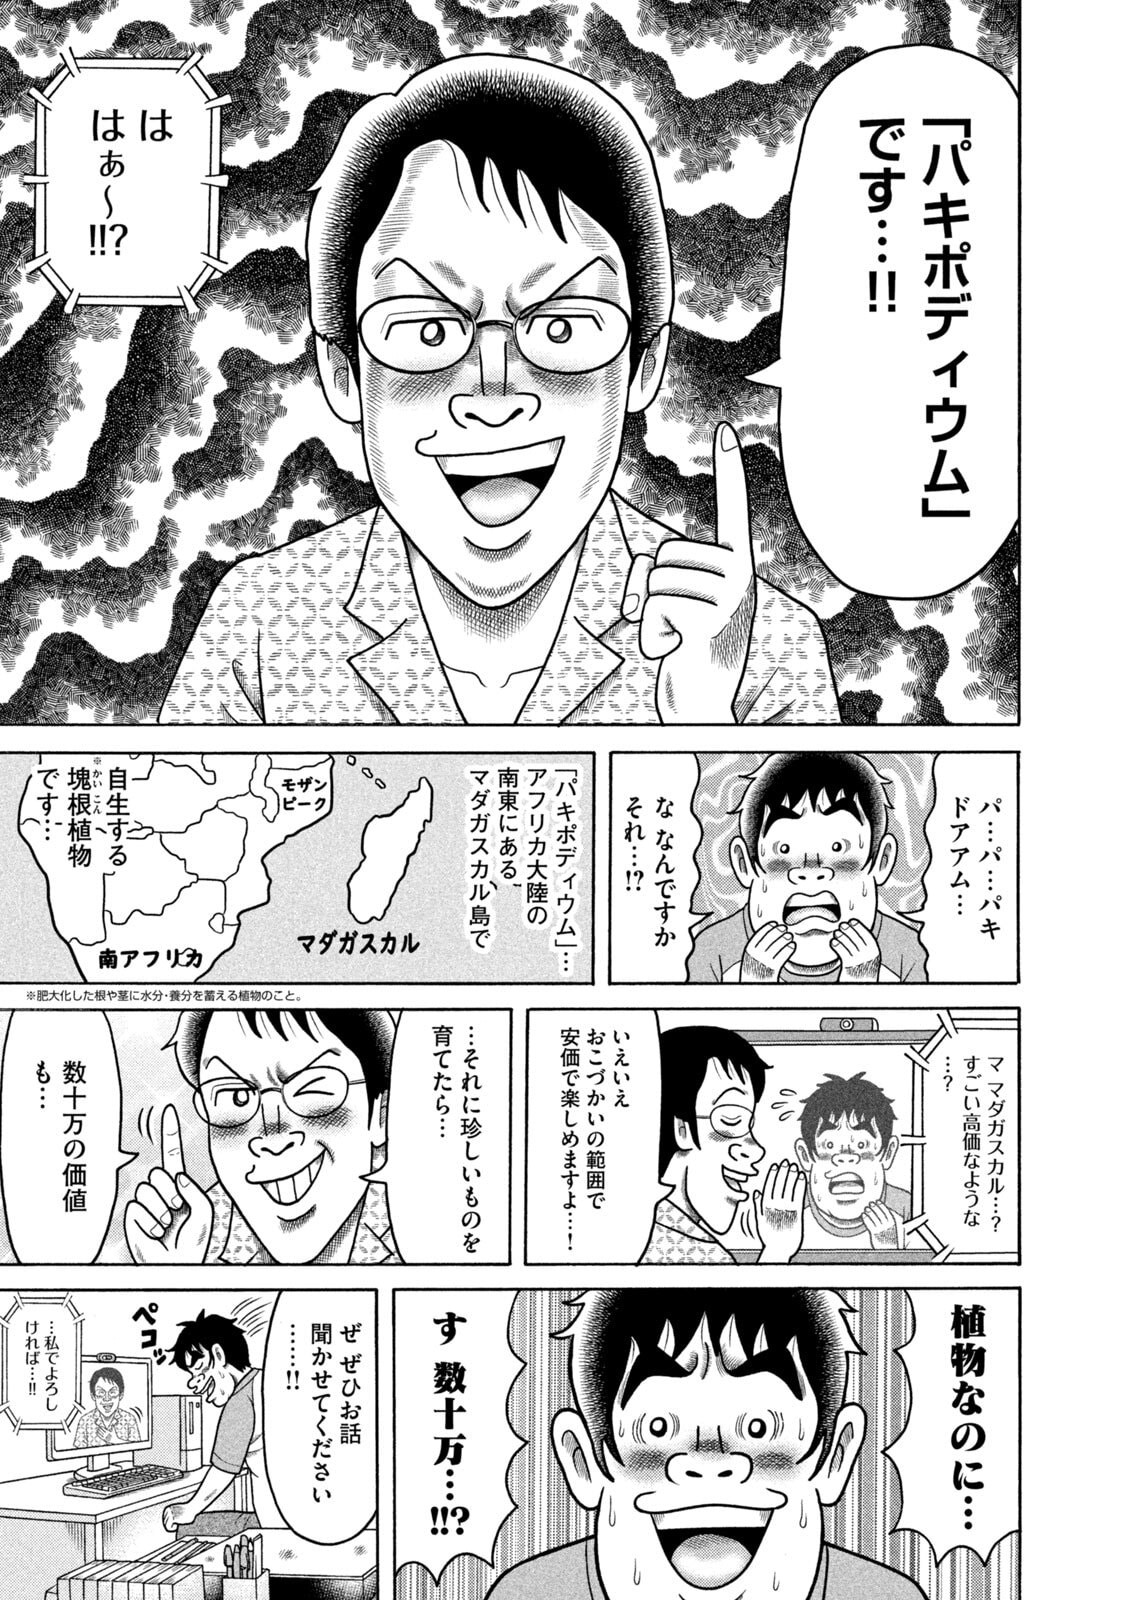 「パキポディウム」
です…!!
は
はぁ〜!!?
パ…パ…パキ
ドアアム…
な なんですか
それ…!?
「パキポディウム」…
アフリカ大陸の
南東にある、
マダガスカル島で
モザン
ビーク
マダガスカル
南アフリカ
自生する
※塊根植物
かいこん
です…
※肥大化した根や茎に水分・養分を蓄える植物のこと。
マ マダガスカル…?
すごい高価なような
…?
いえいえ
おこづかいの範囲で
安価で楽しめますよ…!
…それに珍しいものを
育てたら…
数十万の価値
も…
植物なのに…
す 数十万…!!?
ぜ ぜひお話
聞かせてください
……!!
ペコッ
…私でよろし
ければ…!!